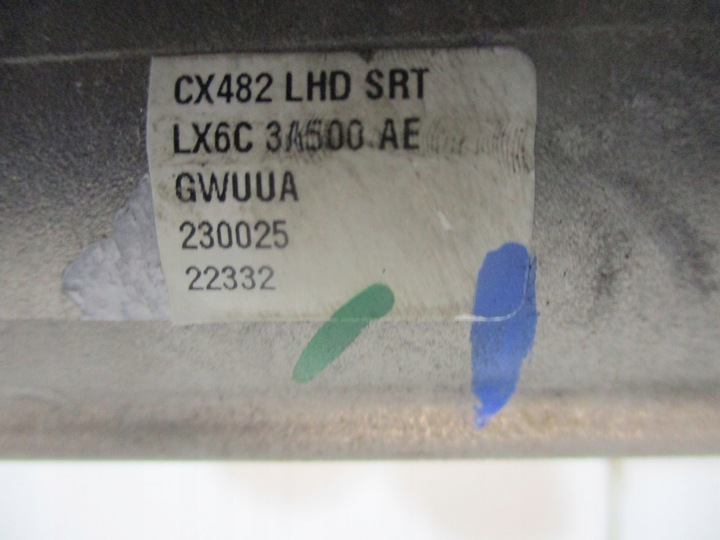 CX482 LHD SRT
LX6C 3A500 AE
GWUUA
230025
22332